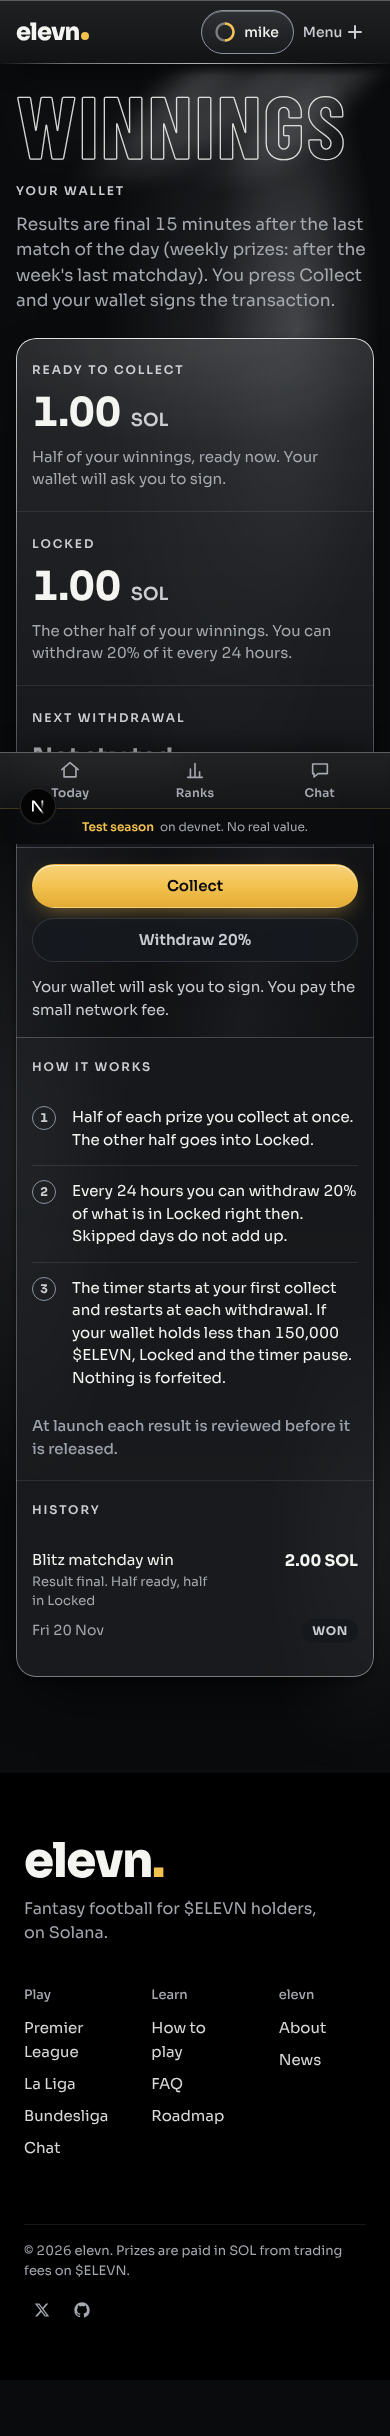 elevn.
mike
Menu
WINNINGS
YOUR WALLET
Results are final 15 minutes after the last
match of the day (weekly prizes: after the
week's last matchday). You press Collect
and your wallet signs the transaction.
READY TO COLLECT
1.00 SOL
Half of your winnings, ready now. Your
wallet will ask you to sign.
LOCKED
1.00 SOL
The other half of your winnings. You can
withdraw 20% of it every 24 hours.
NEXT WITHDRAWAL
Today
Ranks
Chat
N
Test season on devnet. No real value.
Collect
Withdraw 20%
Your wallet will ask you to sign. You pay the
small network fee.
HOW IT WORKS
1 Half of each prize you collect at once.
The other half goes into Locked.
2 Every 24 hours you can withdraw 20%
of what is in Locked right then.
Skipped days do not add up.
3 The timer starts at your first collect
and restarts at each withdrawal. If
your wallet holds less than 150,000
$ELEVN, Locked and the timer pause.
Nothing is forfeited.
At launch each result is reviewed before it
is released.
HISTORY
Blitz matchday win 2.00 SOL
Result final. Half ready, half
in Locked
Fri 20 Nov WON
elevn.
Fantasy football for $ELEVN holders,
on Solana.
Play
Premier
League
La Liga
Bundesliga
Chat
Learn
How to
play
FAQ
Roadmap
elevn
About
News
© 2026 elevn. Prizes are paid in SOL from trading
fees on $ELEVN.